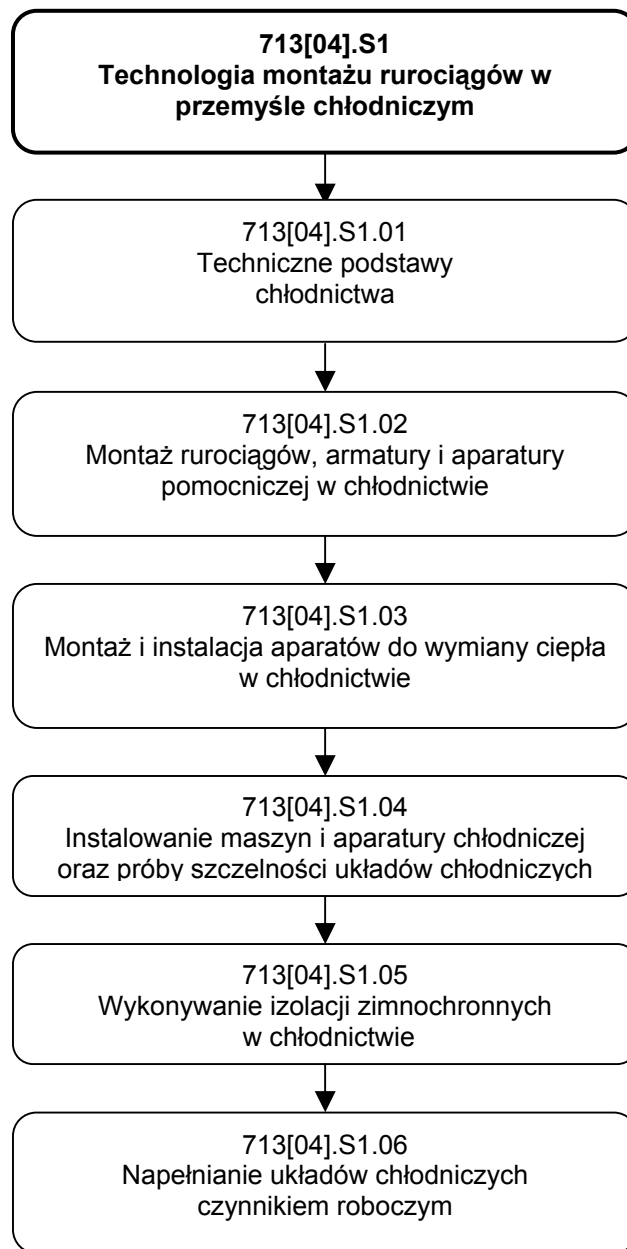 713[04].S1
Technologia montażu rurociągów w
przemyśle chłodniczym
713[04].S1.01
Techniczne podstawy
chłodnictwa
713[04].S1.02
Montaż rurociągów, armatury i aparatury
pomocniczej w chłodnictwie
713[04].S1.03
Montaż i instalacja aparatów do wymiany ciepła
w chłodnictwie
713[04].S1.04
Instalowanie maszyn i aparatury chłodniczej
oraz próby szczelności układów chłodniczych
713[04].S1.05
Wykonywanie izolacji zimnochronnych
w chłodnictwie
713[04].S1.06
Napełnianie układów chłodniczych
czynnikiem roboczym